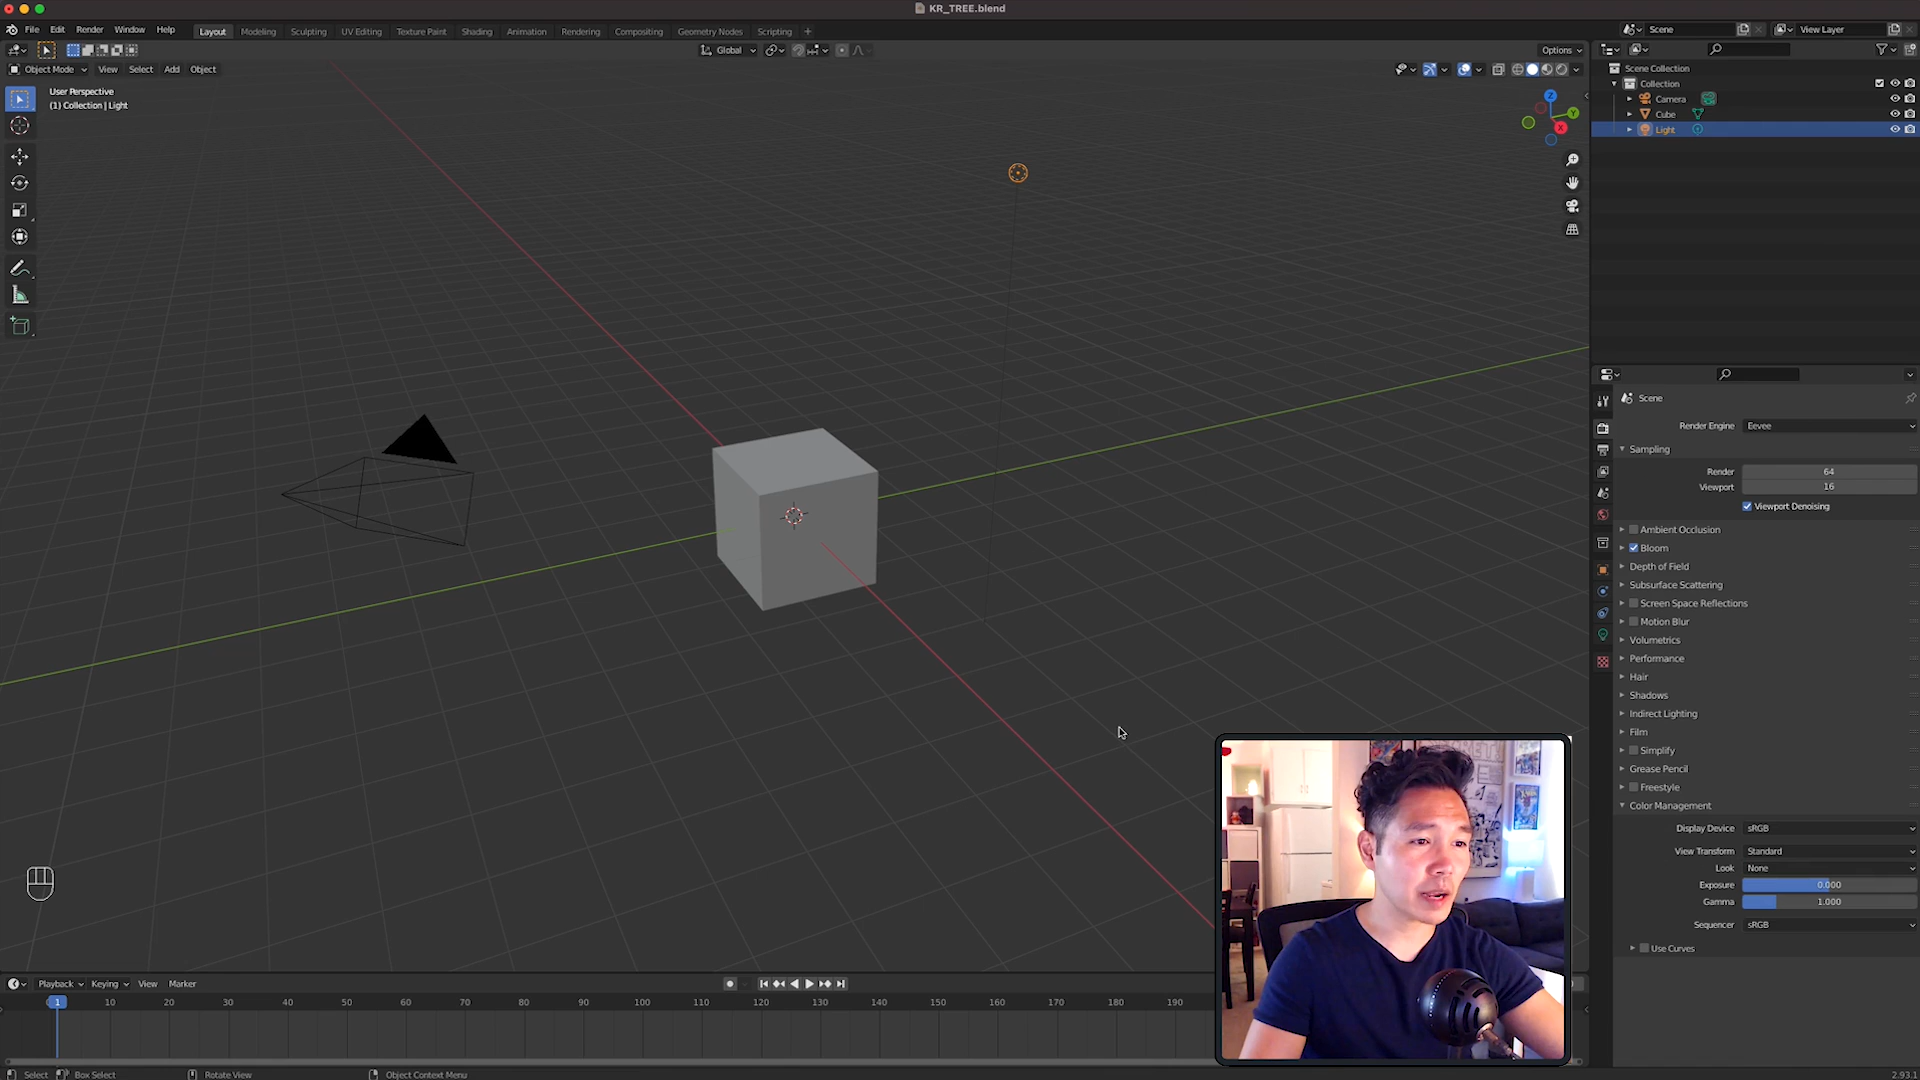 KR_TREE.blend
File Edit Render Window Help
Layout Modeling Sculpting UV Editing Texture Paint Shading Animation Rendering Compositing Geometry Nodes Scripting +
Scene
View Layer
Global
Options
Object Mode View Select Add Object
User Perspective
(1) Collection | Light
Z
Y
X
Scene Collection
Collection
Camera
Cube
Light
Scene
Render Engine Eevee
Sampling
Render 64
Viewport 16
Viewport Denoising
Ambient Occlusion
Bloom
Depth of Field
Subsurface Scattering
Screen Space Reflections
Motion Blur
Volumetrics
Performance
Hair
Shadows
Indirect Lighting
Film
Simplify
Grease Pencil
Freestyle
Color Management
Display Device sRGB
View Transform Standard
Look None
Exposure 0.000
Gamma 1.000
Sequencer sRGB
Use Curves
Playback Keying View Marker
1 10 20 30 40 50 60 70 80 90 100 110 120 130 140 150 160 170 180 190
Select Box Select Rotate View Object Context Menu
2.93.1